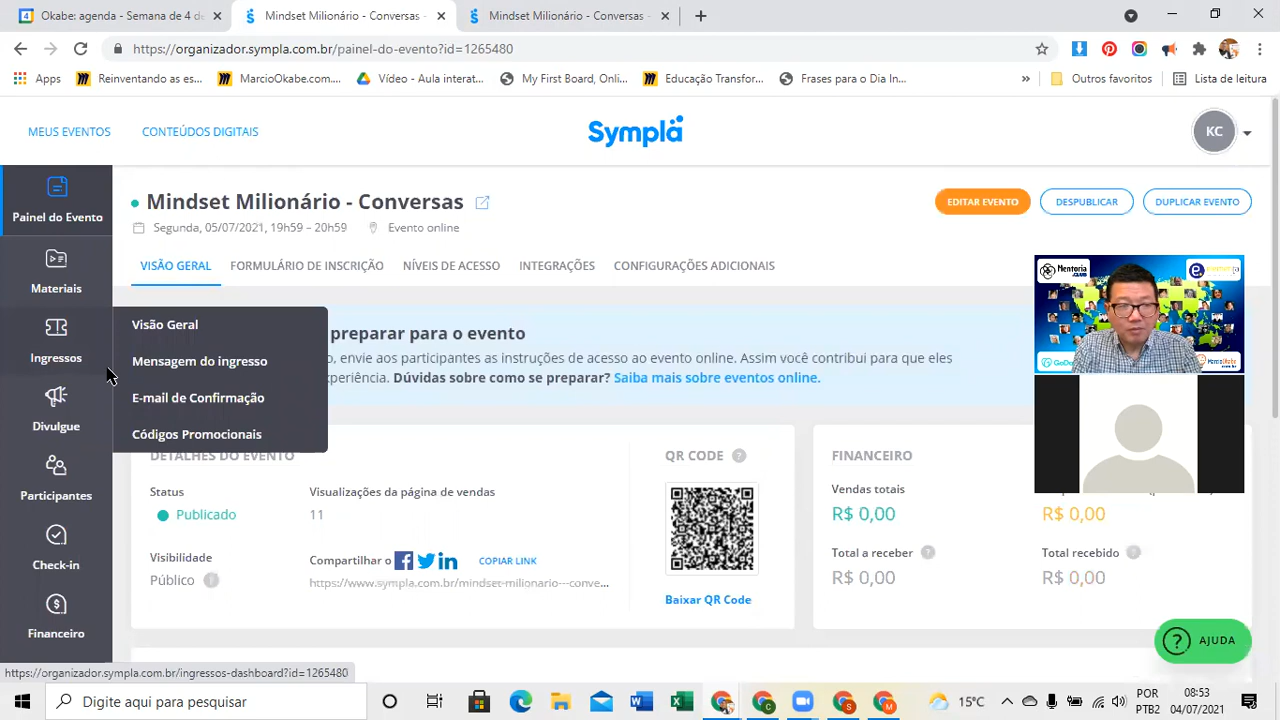 Okabe: agenda - Semana de 4 d
Mindset Milionário - Conversas -
Mindset Milionário - Conversas -
https://organizador.sympla.com.br/painel-do-evento?id=1265480
Apps
Reinventando as es...
MarcioOkabe.com....
Vídeo - Aula interat...
My First Board, Onli...
Educação Transfor...
Frases para o Dia In...
»
Outros favoritos
Lista de leitura
MEUS EVENTOS
CONTEÚDOS DIGITAIS
Sympla
KC
Painel do Evento
Materiais
Ingressos
Divulgue
Participantes
Check-in
Financeiro
Mindset Milionário - Conversas
Segunda, 05/07/2021, 19h59 – 20h59
Evento online
EDITAR EVENTO
DESPUBLICAR
DUPLICAR EVENTO
VISÃO GERAL
FORMULÁRIO DE INSCRIÇÃO
NÍVEIS DE ACESSO
INTEGRAÇÕES
CONFIGURAÇÕES ADICIONAIS
Visão Geral
Mensagem do ingresso
E-mail de Confirmação
Códigos Promocionais
preparar para o evento
, envie aos participantes as instruções de acesso ao evento online. Assim você contribui para que eles
xperiência. Dúvidas sobre como se preparar? Saiba mais sobre eventos online.
DETALHES DO EVENTO
Status
Publicado
Visualizações da página de vendas
11
Visibilidade
Público
Compartilhar o
COPIAR LINK
https://www.sympla.com.br/mindset-milionario---conve...
QR CODE
Baixar QR Code
FINANCEIRO
Vendas totais
R$ 0,00
R$ 0,00
Total a receber
R$ 0,00
Total recebido
R$ 0,00
Mentoria
.CLUB
AJUDA
https://organizador.sympla.com.br/ingressos-dashboard?id=1265480
Digite aqui para pesquisar
15°C
POR
PTB2
08:53
04/07/2021